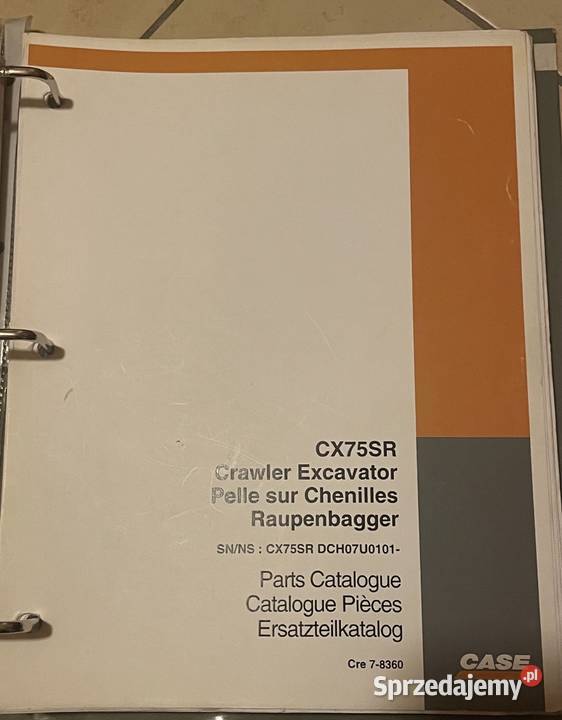 CX75SR
Crawler Excavator
Pelle sur Chenilles
Raupenbagger
SN/NS : CX75SR DCH07U0101-
Parts Catalogue
Catalogue Pièces
Ersatzteilkatalog
Cre 7-8360
CASE
Sprzedajemy.pl